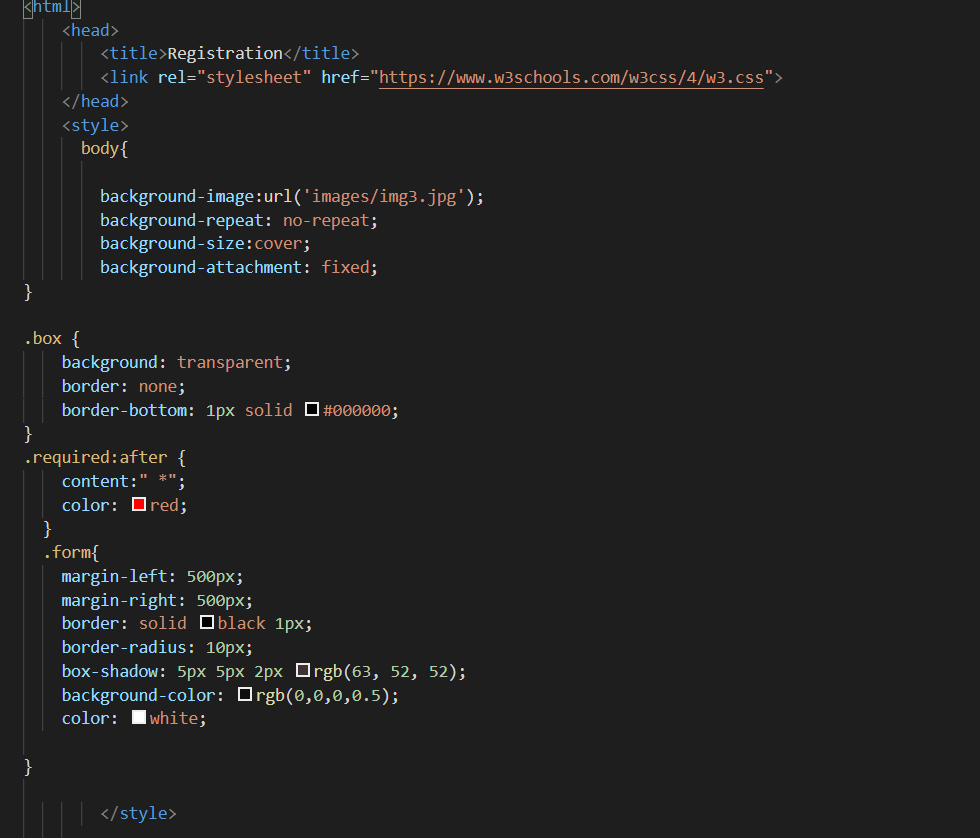 <html>
<head>
<title>Registration</title>
<link rel="stylesheet" href="https://www.w3schools.com/w3css/4/w3.css">
</head>
<style>
body{
background-image:url('images/img3.jpg');
background-repeat: no-repeat;
background-size:cover;
background-attachment: fixed;
}
.box {
background: transparent;
border: none;
border-bottom: 1px solid #000000;
}
.required:after {
content:" *";
color: red;
}
.form{
margin-left: 500px;
margin-right: 500px;
border: solid black 1px;
border-radius: 10px;
box-shadow: 5px 5px 2px rgb(63, 52, 52);
background-color: rgb(0,0,0,0.5);
color: white;
}
</style>